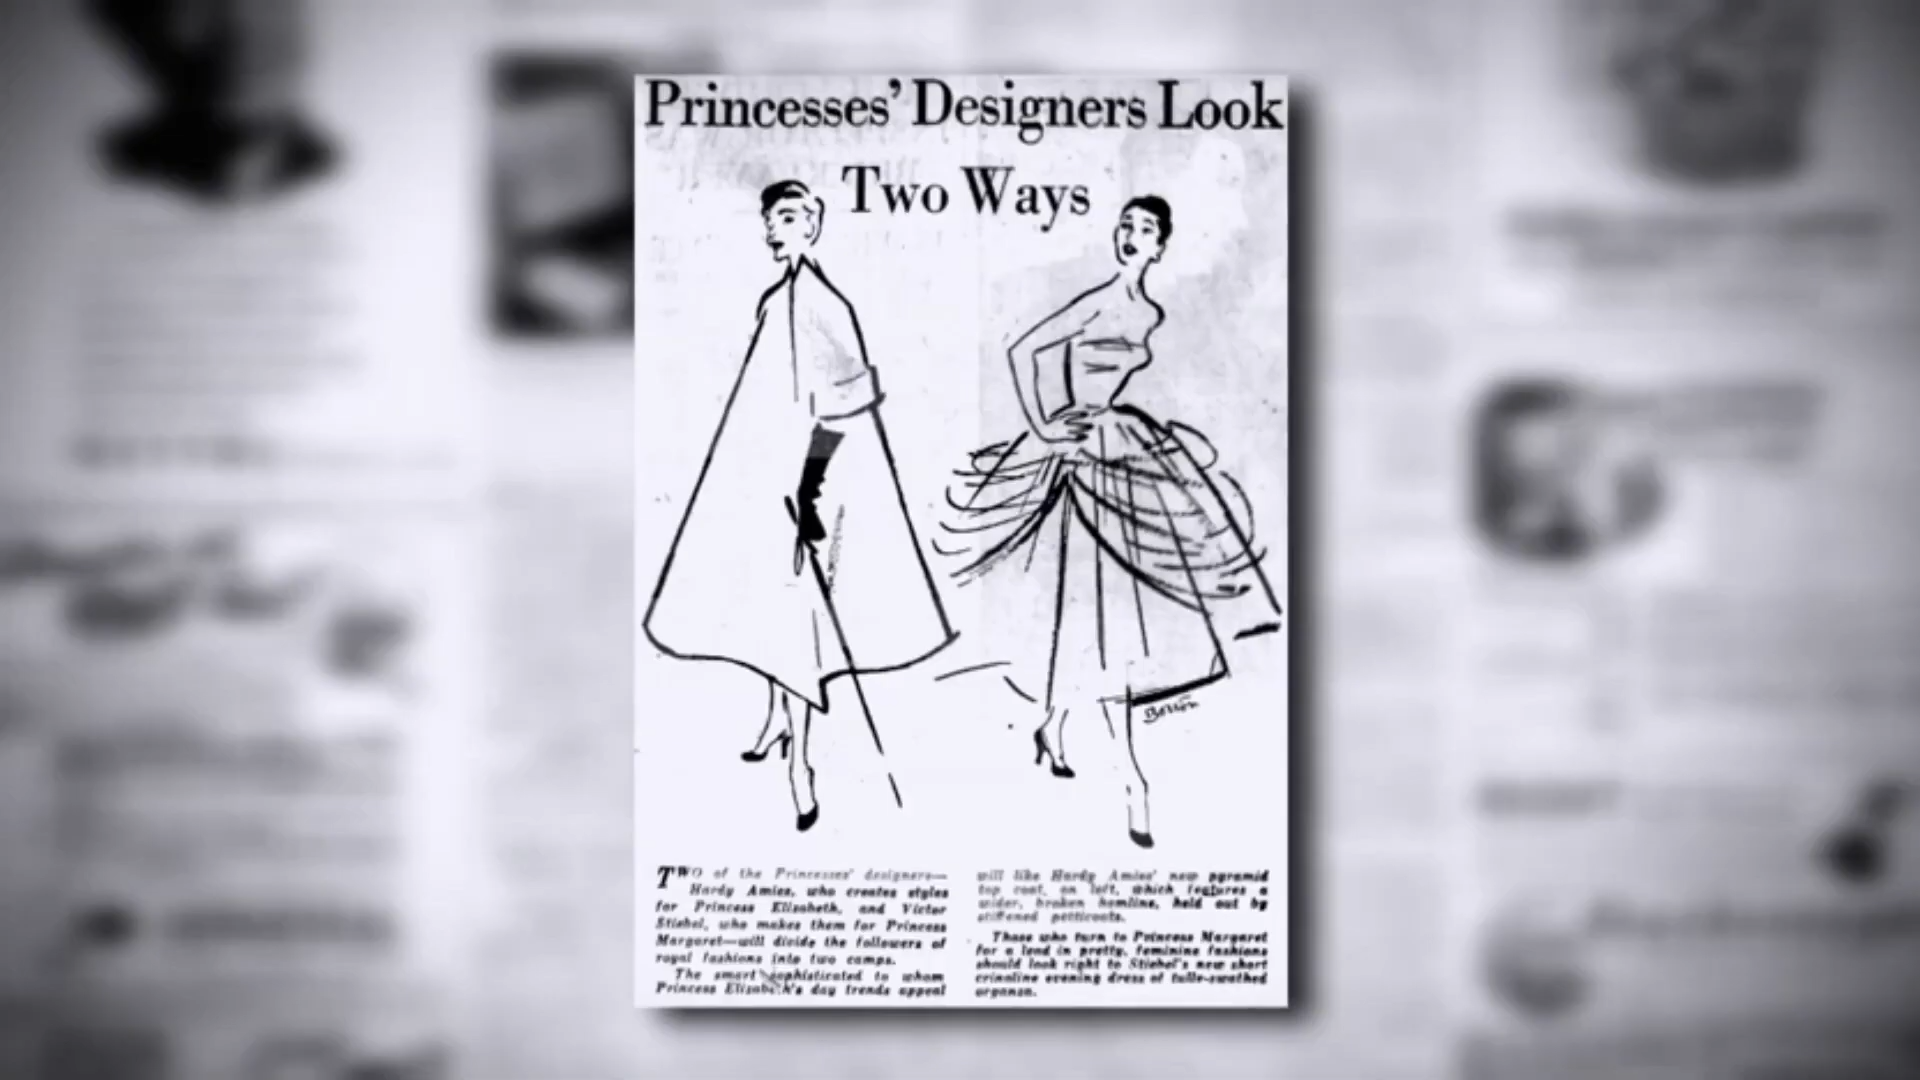 Princesses' Designers Look
Two Ways
TWO of the Princesses' designers—
Hardy Amies, who creates styles
for Princess Elizabeth, and Victor
Stiebel, who makes them for Princess
Margaret—will divide the followers of
royal fashions into two camps.
The smart sophisticated to whom
Princess Elizabeth's day trends appeal
will like Hardy Amies' new pyramid
top coat, on left, which features a
wider, broken hemline, held out by
stiffened petticoats.
Those who turn to Princess Margaret
for a lead in pretty, feminine fashions
should look right to Stiebel's new short
crinoline evening dress of tulle-swathed
organza.